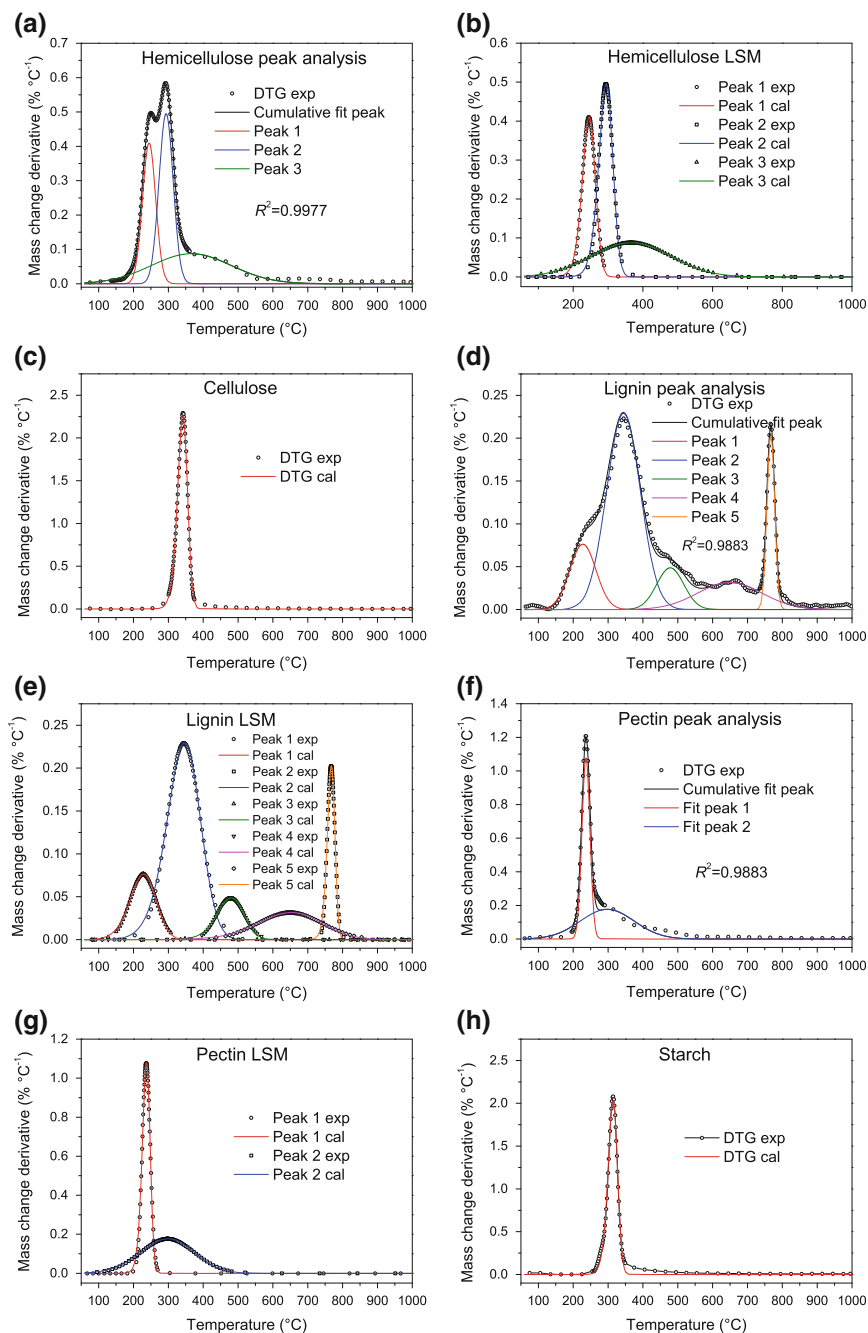 (a)
Hemicellulose peak analysis
DTG exp
Cumulative fit peak
Peak 1
Peak 2
Peak 3
R²=0.9977
Mass change derivative (% °C⁻¹)
0.7
0.6
0.5
0.4
0.3
0.2
0.1
0.0
100 200 300 400 500 600 700 800 900 1000
Temperature (°C)
(b)
Hemicellulose LSM
Peak 1 exp
Peak 1 cal
Peak 2 exp
Peak 2 cal
Peak 3 exp
Peak 3 cal
Mass change derivative (% °C⁻¹)
0.6
0.5
0.4
0.3
0.2
0.1
0.0
200 400 600 800 1000
Temperature (°C)
(c)
Cellulose
DTG exp
DTG cal
Mass change derivative (% °C⁻¹)
2.5
2.0
1.5
1.0
0.5
0.0
100 200 300 400 500 600 700 800 900 1000
Temperature (°C)
(d)
Lignin peak analysis
DTG exp
Cumulative fit peak
Peak 1
Peak 2
Peak 3
Peak 4
Peak 5
R²=0.9883
Mass change derivative (% °C⁻¹)
0.25
0.20
0.15
0.10
0.05
0.00
100 200 300 400 500 600 700 800 900 1000
Temperature (°C)
(e)
Lignin LSM
Peak 1 exp
Peak 1 cal
Peak 2 exp
Peak 2 cal
Peak 3 exp
Peak 3 cal
Peak 4 exp
Peak 4 cal
Peak 5 exp
Peak 5 cal
Mass change derivative (% °C⁻¹)
0.25
0.20
0.15
0.10
0.05
0.00
100 200 300 400 500 600 700 800 900 1000
Temperature (°C)
(f)
Pectin peak analysis
DTG exp
Cumulative fit peak
Fit peak 1
Fit peak 2
R²=0.9883
Mass change derivative (% °C⁻¹)
1.4
1.2
1.0
0.8
0.6
0.4
0.2
0.0
100 200 300 400 500 600 700 800 900 1000
Temperature (°C)
(g)
Pectin LSM
Peak 1 exp
Peak 1 cal
Peak 2 exp
Peak 2 cal
Mass change derivative (% °C⁻¹)
1.2
1.0
0.8
0.6
0.4
0.2
0.0
100 200 300 400 500 600 700 800 900 1000
Temperature (°C)
(h)
Starch
DTG exp
DTG cal
Mass change derivative (% °C⁻¹)
2.5
2.0
1.5
1.0
0.5
0.0
100 200 300 400 500 600 700 800 900 1000
Temperature (°C)